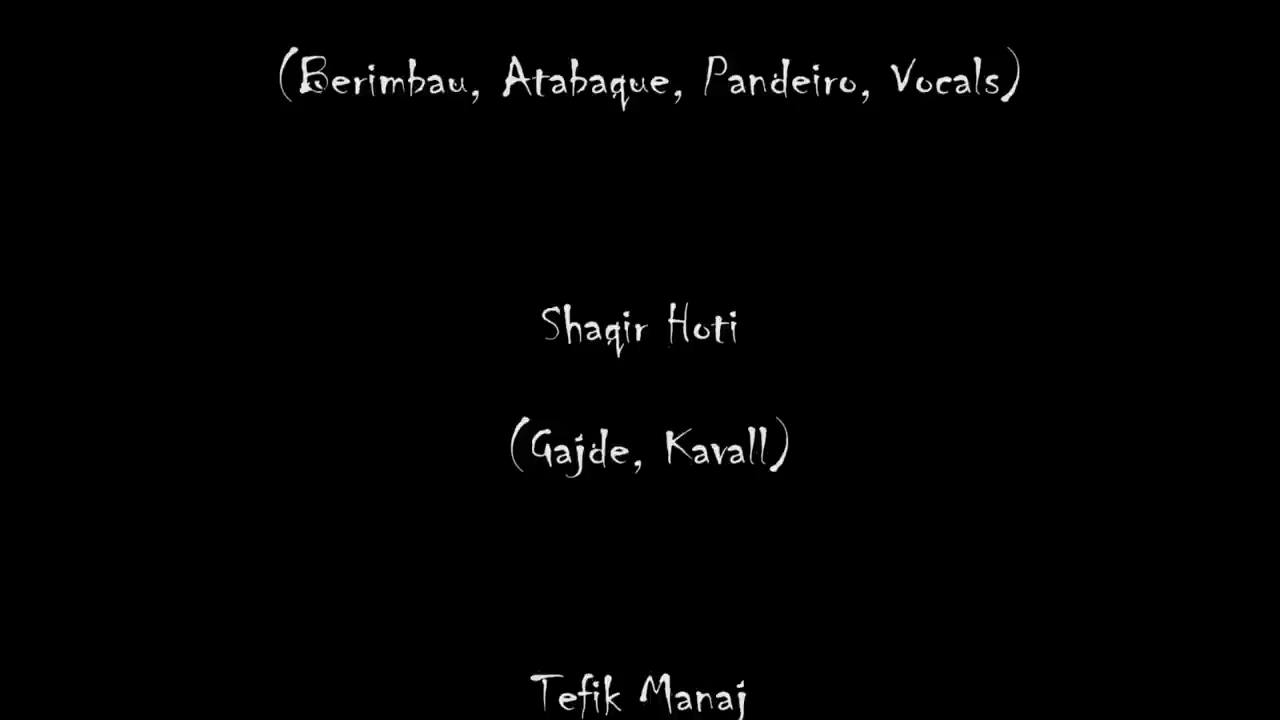 (Berimbau, Atabaque, Pandeiro, Vocals)
Shaqir Hoti
(Gajde, Kavall)
Tefik Manaj